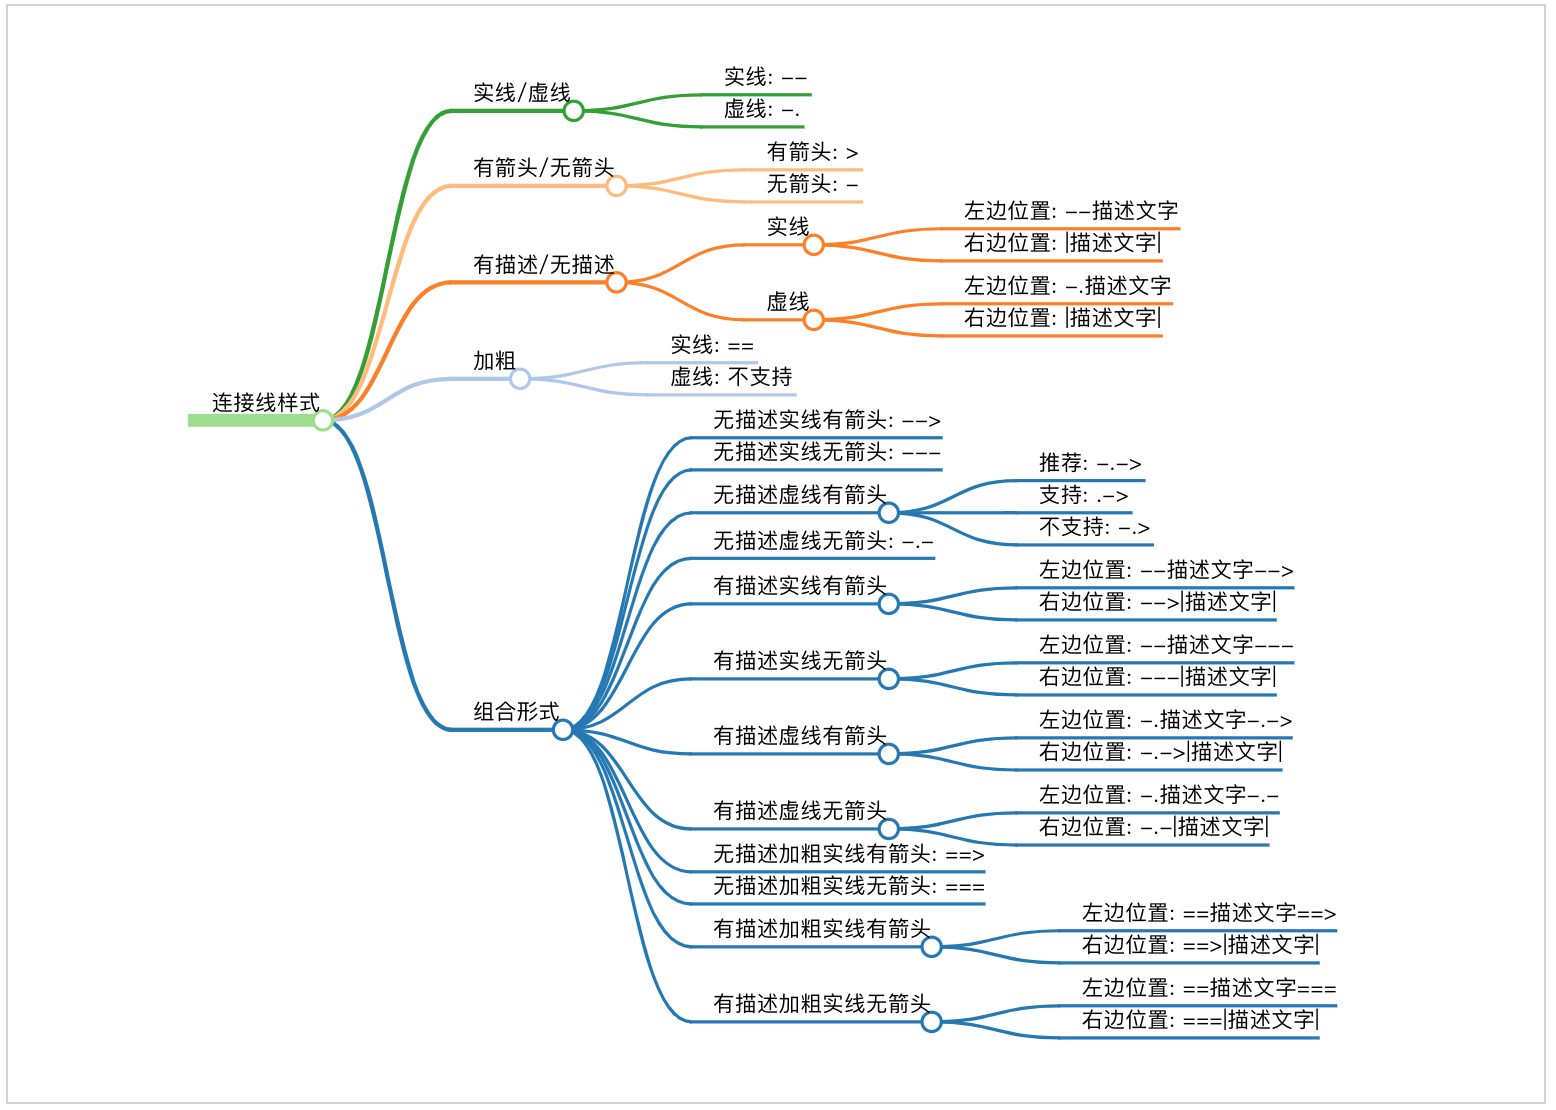 连接线样式
实线/虚线
实线: --
虚线: -.
有箭头/无箭头
有箭头: >
无箭头: -
有描述/无描述
实线
左边位置: --描述文字
右边位置: |描述文字|
虚线
左边位置: -.描述文字
右边位置: |描述文字|
加粗
实线: ==
虚线: 不支持
组合形式
无描述实线有箭头: -->
无描述实线无箭头: ---
无描述虚线有箭头
推荐: -.->
支持: .->
不支持: -.>
无描述虚线无箭头: -.-
有描述实线有箭头
左边位置: --描述文字-->
右边位置: -->|描述文字|
有描述实线无箭头
左边位置: --描述文字---
右边位置: ---|描述文字|
有描述虚线有箭头
左边位置: -.描述文字-.->
右边位置: -.->|描述文字|
有描述虚线无箭头
左边位置: -.描述文字-.-
右边位置: -.-|描述文字|
无描述加粗实线有箭头: ==>
无描述加粗实线无箭头: ===
有描述加粗实线有箭头
左边位置: ==描述文字==>
右边位置: ==>|描述文字|
有描述加粗实线无箭头
左边位置: ==描述文字===
右边位置: ===|描述文字|